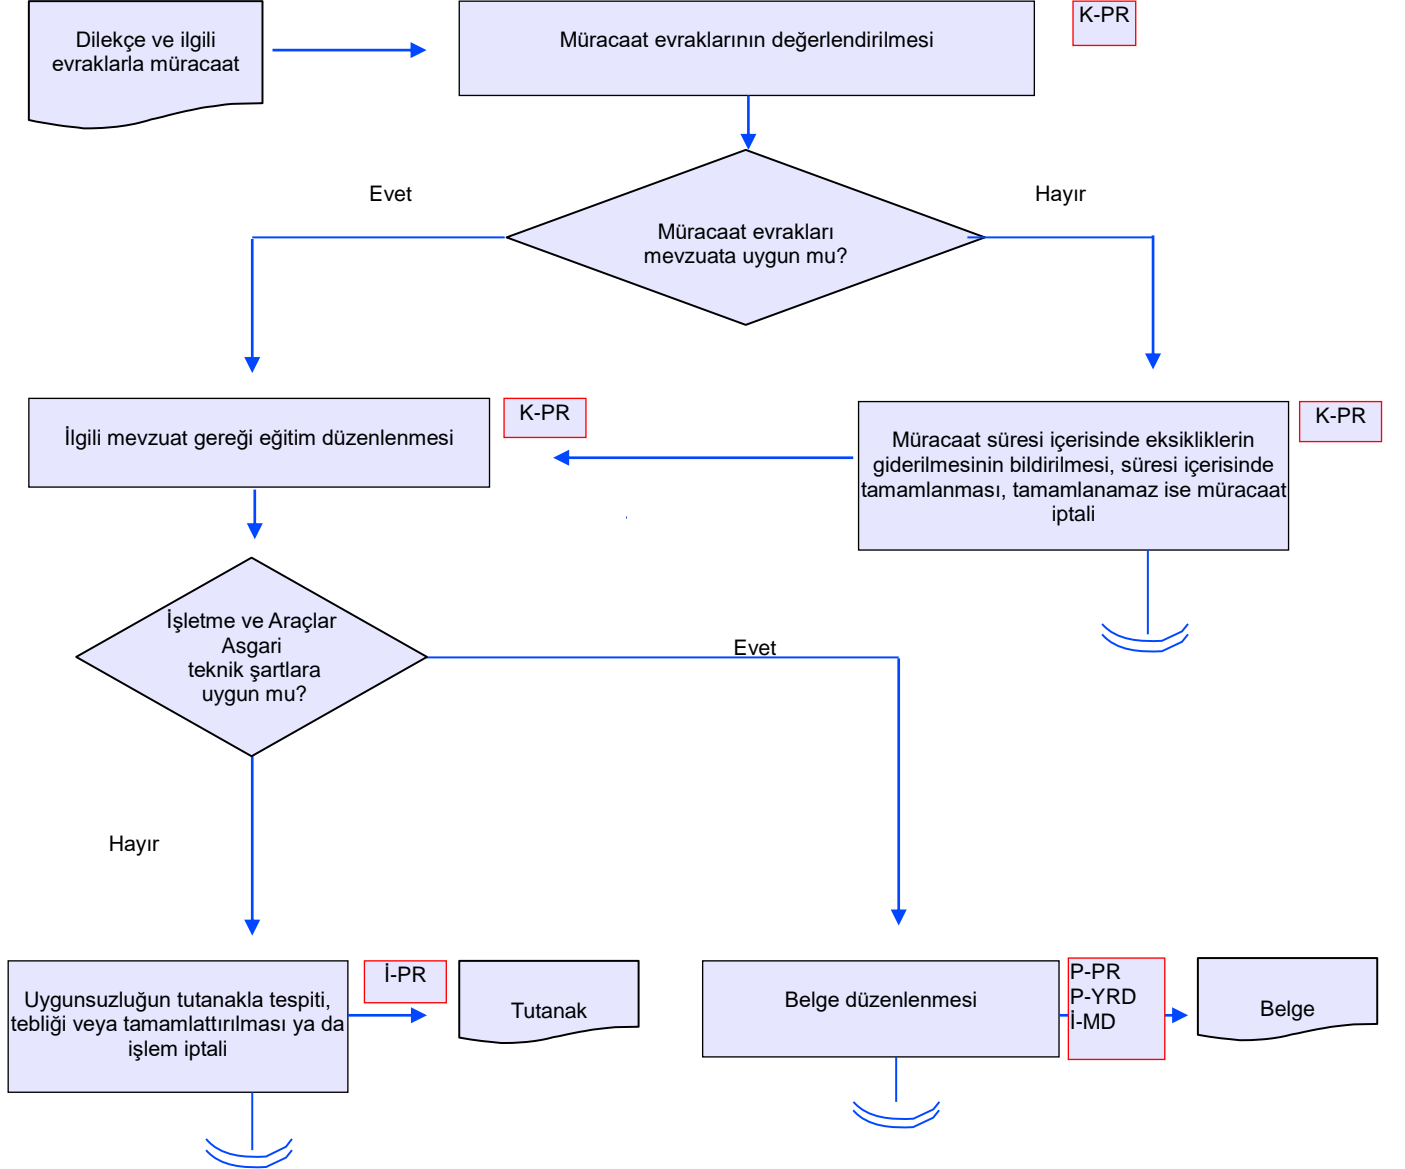 Dilekçe ve ilgili
evraklarla müracaat
Müracaat evraklarının değerlendirilmesi
K-PR
Evet
Hayır
Müracaat evrakları
mevzuata uygun mu?
İlgili mevzuat gereği eğitim düzenlenmesi
K-PR
Müracaat süresi içerisinde eksikliklerin
giderilmesinin bildirilmesi, süresi içerisinde
tamamlanması, tamamlanamaz ise müracaat
iptali
K-PR
İşletme ve Araçlar
Asgari
teknik şartlara
uygun mu?
Evet
Hayır
Uygunsuzluğun tutanakla tespiti,
tebliği veya tamamlattırılması ya da
işlem iptali
İ-PR
Tutanak
Belge düzenlenmesi
P-PR
P-YRD
İ-MD
Belge